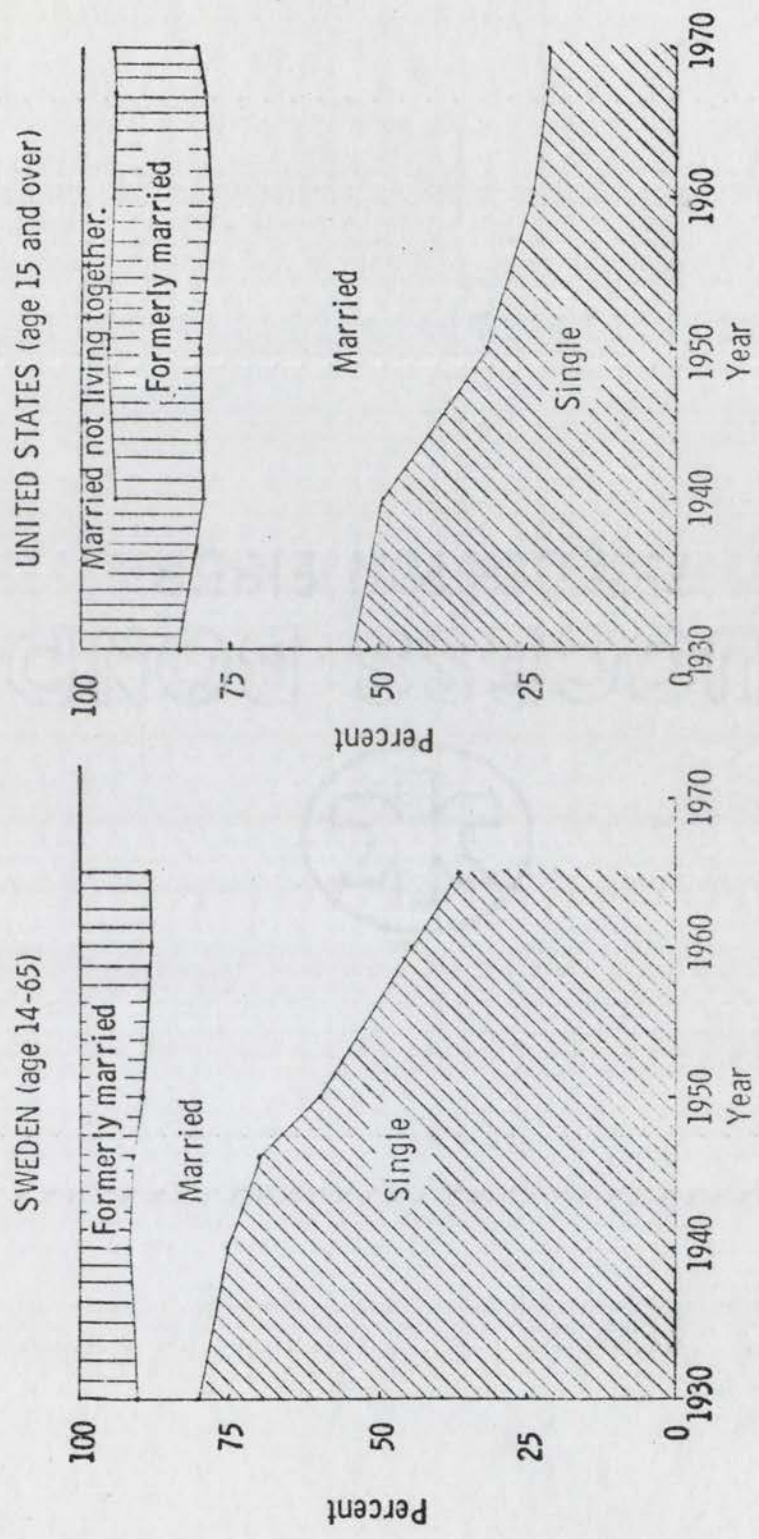 SWEDEN (age 14-65)
100
75
50
25
0
Percent
Formerly married
Married
Single
1930
1940
1950
1960
1970
Year
UNITED STATES (age 15 and over)
100
75
50
25
0
Percent
Married not living together.
Formerly married
Married
Single
1930
1940
1950
1960
1970
Year